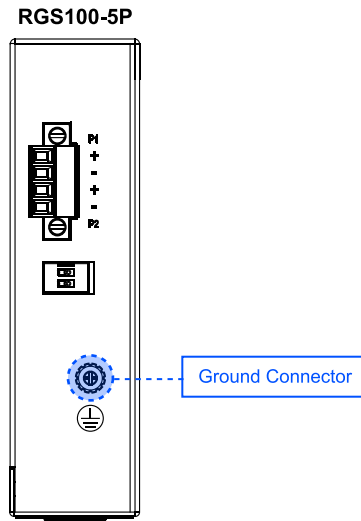 RGS100-5P
P1
+
-
+
-
P2
Ground Connector